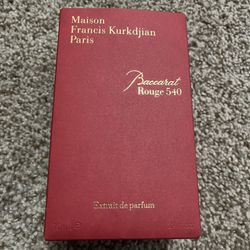 Maison
Francis Kurkdjian
Paris
Baccarat
Rouge 540
Extrait de parfum